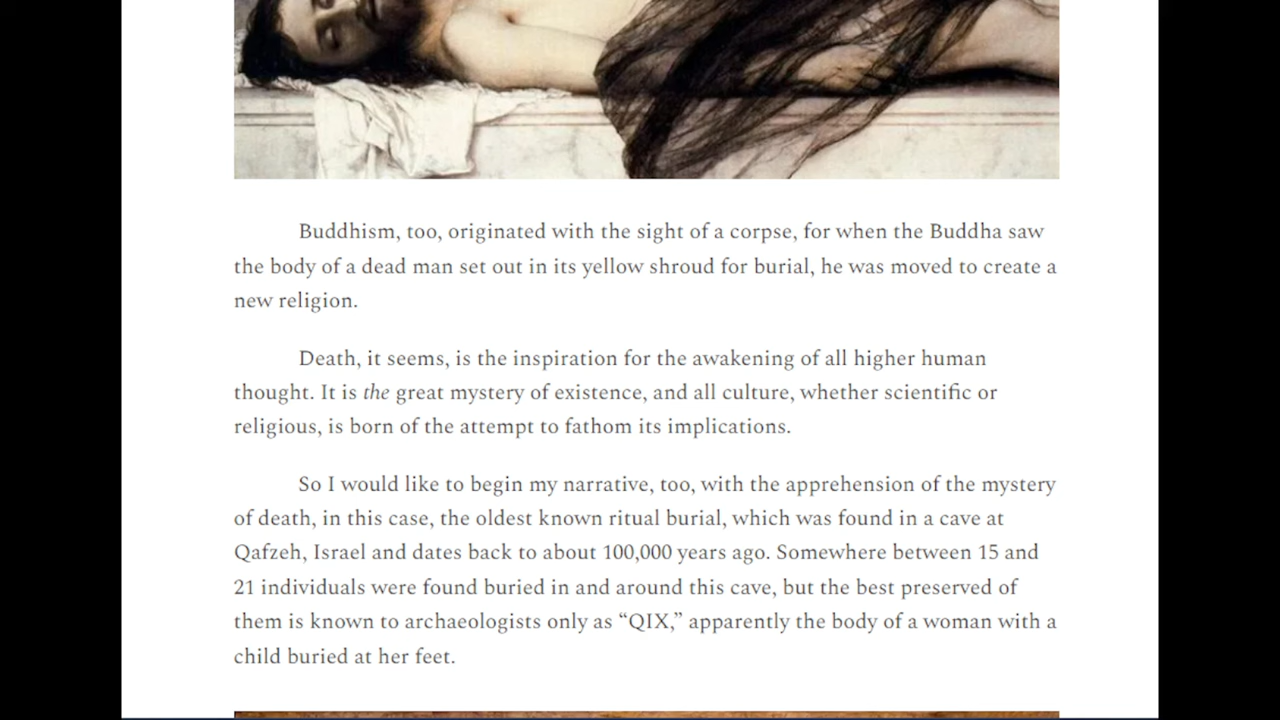 Buddhism, too, originated with the sight of a corpse, for when the Buddha saw
the body of a dead man set out in its yellow shroud for burial, he was moved to create a
new religion.
Death, it seems, is the inspiration for the awakening of all higher human
thought. It is the great mystery of existence, and all culture, whether scientific or
religious, is born of the attempt to fathom its implications.
So I would like to begin my narrative, too, with the apprehension of the mystery
of death, in this case, the oldest known ritual burial, which was found in a cave at
Qafzeh, Israel and dates back to about 100,000 years ago. Somewhere between 15 and
21 individuals were found buried in and around this cave, but the best preserved of
them is known to archaeologists only as “QIX,” apparently the body of a woman with a
child buried at her feet.